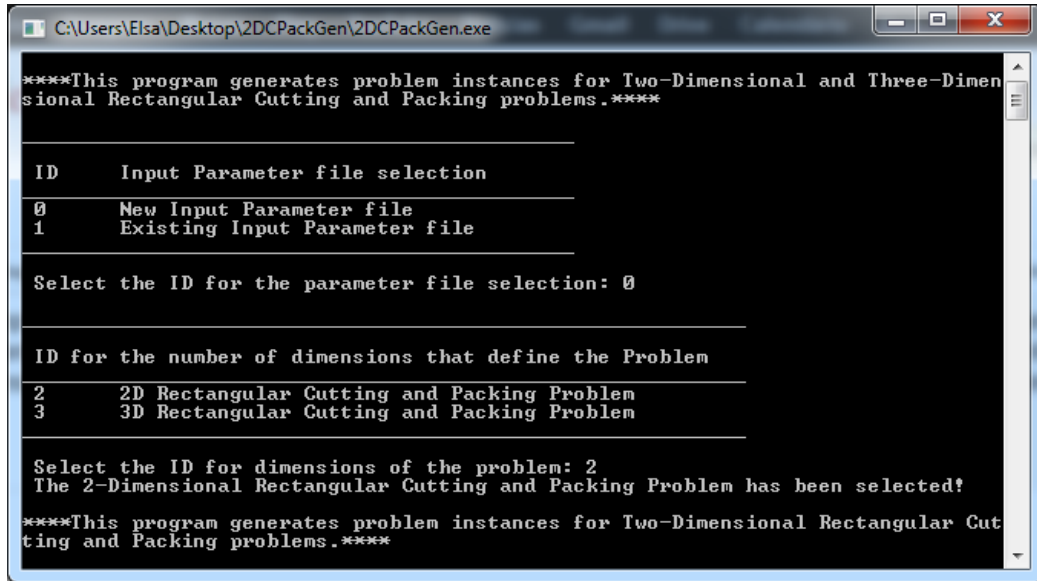 C:\Users\Elsa\Desktop\2DCPackGen\2DCPackGen.exe
****This program generates problem instances for Two-Dimensional and Three-Dimen
sional Rectangular Cutting and Packing problems.****
ID Input Parameter file selection
0 New Input Parameter file
1 Existing Input Parameter file
Select the ID for the parameter file selection: 0
ID for the number of dimensions that define the Problem
2 2D Rectangular Cutting and Packing Problem
3 3D Rectangular Cutting and Packing Problem
Select the ID for dimensions of the problem: 2
The 2-Dimensional Rectangular Cutting and Packing Problem has been selected!
****This program generates problem instances for Two-Dimensional Rectangular Cut
ting and Packing problems.****